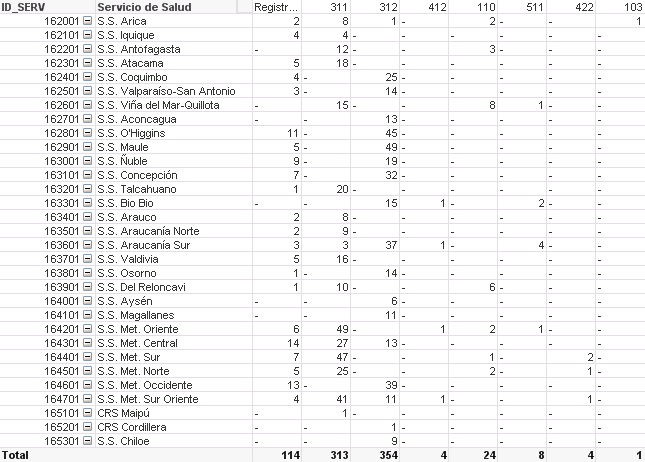 ID_SERV Servicio de Salud Registr... 311 312 412 110 511 422 103
162001 S.S. Arica 2 8 1 - 2 - - 1
162101 S.S. Iquique 4 4 - - - - - -
162201 S.S. Antofagasta - 12 - - 3 - - -
162301 S.S. Atacama 5 18 - - - - - -
162401 S.S. Coquimbo 4 - 25 - - - - -
162501 S.S. Valparaíso-San Antonio 3 - 14 - - - - -
162601 S.S. Viña del Mar-Quillota - 15 - - 8 1 - -
162701 S.S. Aconcagua - - 13 - - - - -
162801 S.S. O'Higgins 11 - 45 - - - - -
162901 S.S. Maule 5 - 49 - - - - -
163001 S.S. Ñuble 9 - 19 - - - - -
163101 S.S. Concepción 7 - 32 - - - - -
163201 S.S. Talcahuano 1 20 - - - - - -
163301 S.S. Bio Bio - - 15 1 - 2 - -
163401 S.S. Arauco 2 8 - - - - - -
163501 S.S. Araucanía Norte 2 9 - - - - - -
163601 S.S. Araucanía Sur 3 3 37 1 - 4 - -
163701 S.S. Valdivia 5 16 - - - - - -
163801 S.S. Osorno 1 - 14 - - - - -
163901 S.S. Del Reloncavi 1 10 - - 6 - - -
164001 S.S. Aysén - - 6 - - - - -
164101 S.S. Magallanes - - 11 - - - - -
164201 S.S. Met. Oriente 6 49 - 1 2 1 - -
164301 S.S. Met. Central 14 27 13 - - - - -
164401 S.S. Met. Sur 7 47 - - 1 - 2 -
164501 S.S. Met. Norte 5 25 - - 2 - 1 -
164601 S.S. Met. Occidente 13 - 39 - - - - -
164701 S.S. Met. Sur Oriente 4 41 11 1 - - 1 -
165101 CRS Maipú - 1 - - - - - -
165201 CRS Cordillera - - 1 - - - - -
165301 S.S. Chiloe - - 9 - - - - -
Total 114 313 354 4 24 8 4 1